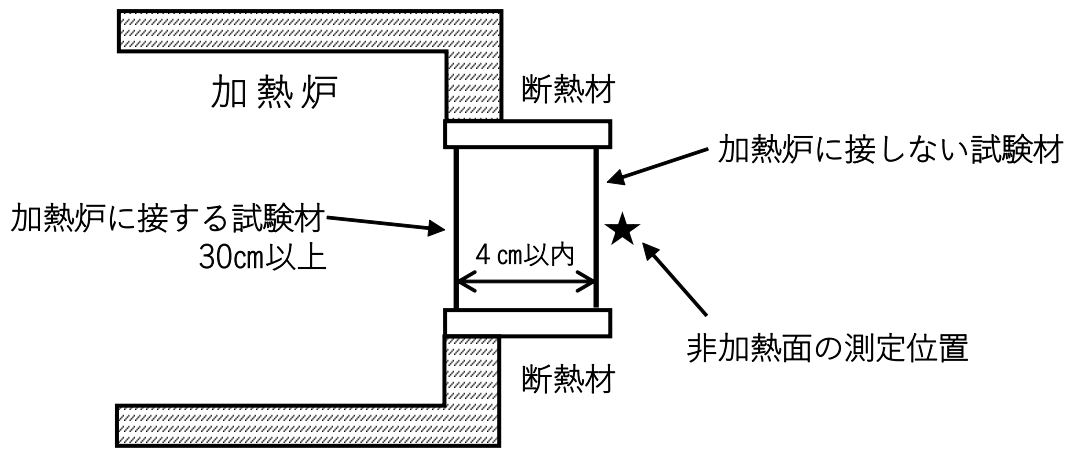 加熱炉
断熱材
加熱炉に接しない試験材
加熱炉に接する試験材
30㎝以上
4㎝以内
非加熱面の測定位置
断熱材